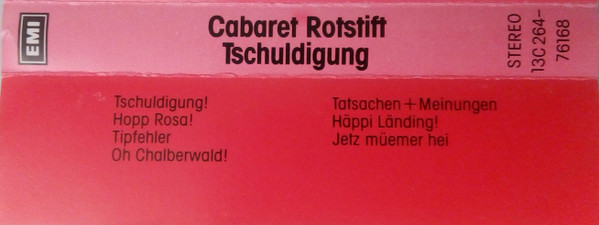 EMI
Cabaret Rotstift
Tschuldigung
STEREO
13C 264–
76168
Tschuldigung!
Hopp Rosa!
Tipfehler
Oh Chalberwald!
Tatsachen + Meinungen
Häppi Länding!
Jetz müemer hei